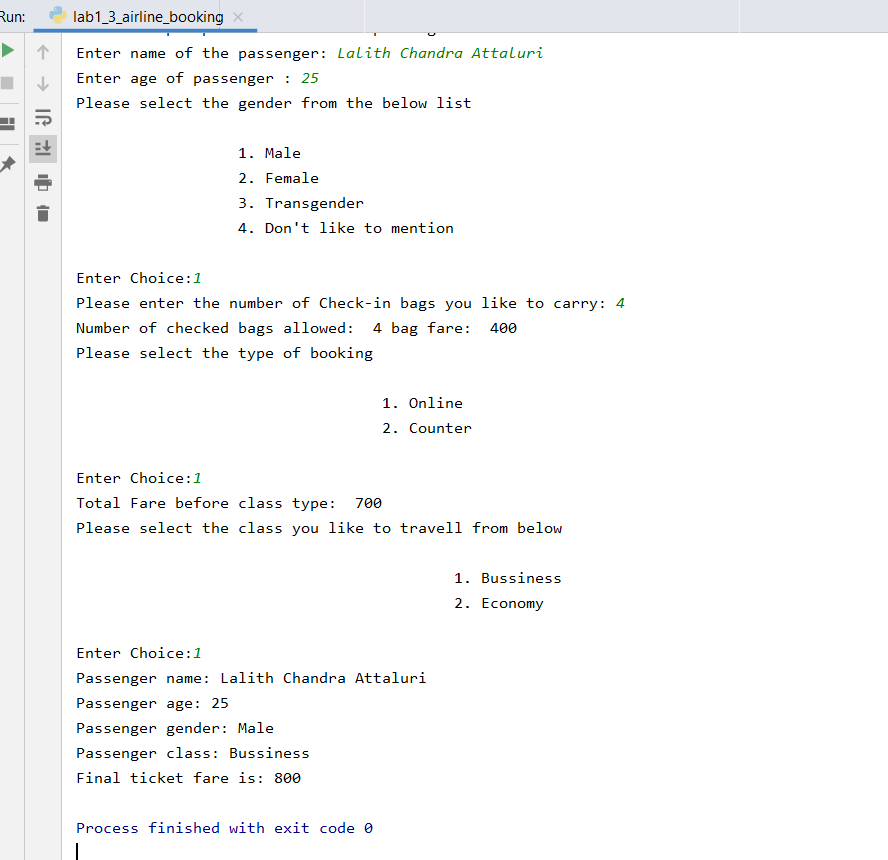 Run: lab1_3_airline_booking
Enter name of the passenger: Lalith Chandra Attaluri
Enter age of passenger : 25
Please select the gender from the below list
1. Male
2. Female
3. Transgender
4. Don't like to mention
Enter Choice:1
Please enter the number of Check-in bags you like to carry: 4
Number of checked bags allowed:  4 bag fare:  400
Please select the type of booking
1. Online
2. Counter
Enter Choice:1
Total Fare before class type:  700
Please select the class you like to travell from below
1. Bussiness
2. Economy
Enter Choice:1
Passenger name: Lalith Chandra Attaluri
Passenger age: 25
Passenger gender: Male
Passenger class: Bussiness
Final ticket fare is: 800
Process finished with exit code 0